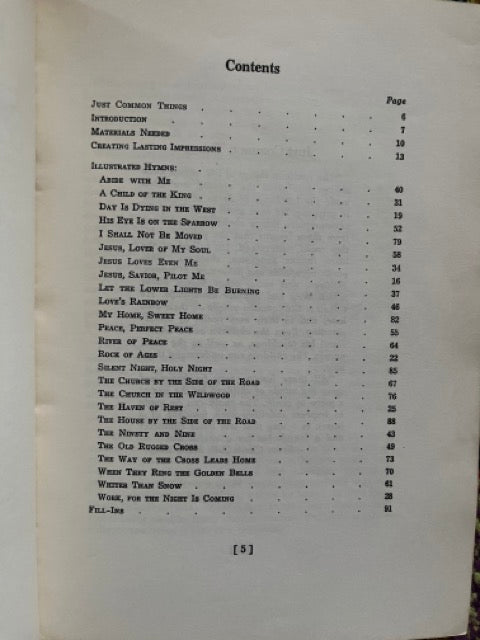 Contents
Page
JUST COMMON THINGS . . . . . . . 6
INTRODUCTION . . . . . . . 7
MATERIALS NEEDED . . . . . . . 10
CREATING LASTING IMPRESSIONS . . . . . . 13
ILLUSTRATED HYMNS:
ABIDE WITH ME . . . . . . . 40
A CHILD OF THE KING . . . . . . . 31
DAY IS DYING IN THE WEST . . . . . . 19
HIS EYE IS ON THE SPARROW . . . . . . 52
I SHALL NOT BE MOVED . . . . . . 79
JESUS, LOVER OF MY SOUL . . . . . . 58
JESUS LOVES EVEN ME . . . . . . 34
JESUS, SAVIOR, PILOT ME . . . . . . 16
LET THE LOWER LIGHTS BE BURNING . . . . 37
LOVE'S RAINBOW . . . . . . . 46
MY HOME, SWEET HOME . . . . . . 82
PEACE, PERFECT PEACE . . . . . . 55
RIVER OF PEACE . . . . . . . 64
ROCK OF AGES . . . . . . . 22
SILENT NIGHT, HOLY NIGHT . . . . . . 85
THE CHURCH BY THE SIDE OF THE ROAD . . . . 67
THE CHURCH IN THE WILDWOOD . . . . . 76
THE HAVEN OF REST . . . . . . . 25
THE HOUSE BY THE SIDE OF THE ROAD . . . . 88
THE NINETY AND NINE . . . . . . 43
THE OLD RUGGED CROSS . . . . . . 49
THE WAY OF THE CROSS LEADS HOME . . . . 73
WHEN THEY RING THE GOLDEN BELLS . . . . 70
WHITER THAN SNOW . . . . . . . 61
WORK, FOR THE NIGHT IS COMING . . . . . 28
FILL-INS . . . . . . . . 91
[ 5 ]